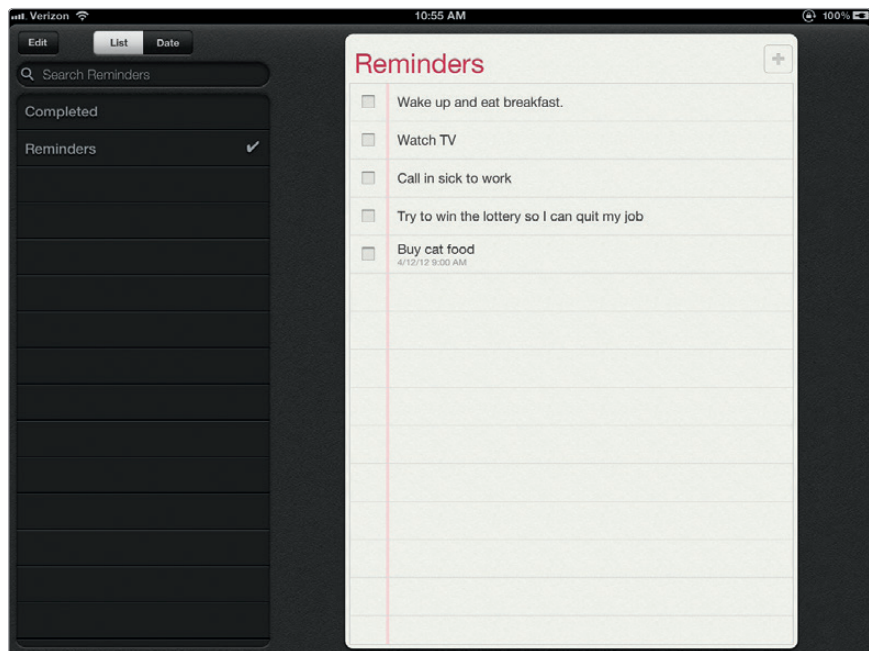 Verizon 10:55 AM 100%
Edit List Date
Search Reminders
Completed
Reminders
Reminders
Wake up and eat breakfast.
Watch TV
Call in sick to work
Try to win the lottery so I can quit my job
Buy cat food
4/12/12 9:00 AM